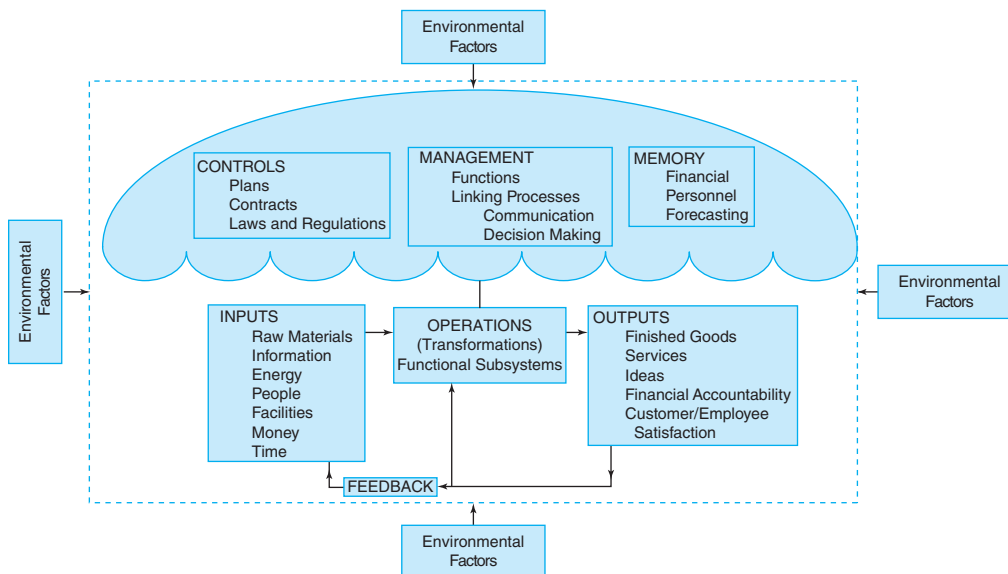 Environmental
Factors
CONTROLS
Plans
Contracts
Laws and Regulations
MANAGEMENT
Functions
Linking Processes
Communication
Decision Making
MEMORY
Financial
Personnel
Forecasting
Environmental
Factors
Environmental
Factors
INPUTS
Raw Materials
Information
Energy
People
Facilities
Money
Time
OPERATIONS
(Transformations)
Functional Subsystems
OUTPUTS
Finished Goods
Services
Ideas
Financial Accountability
Customer/Employee
Satisfaction
FEEDBACK
Environmental
Factors